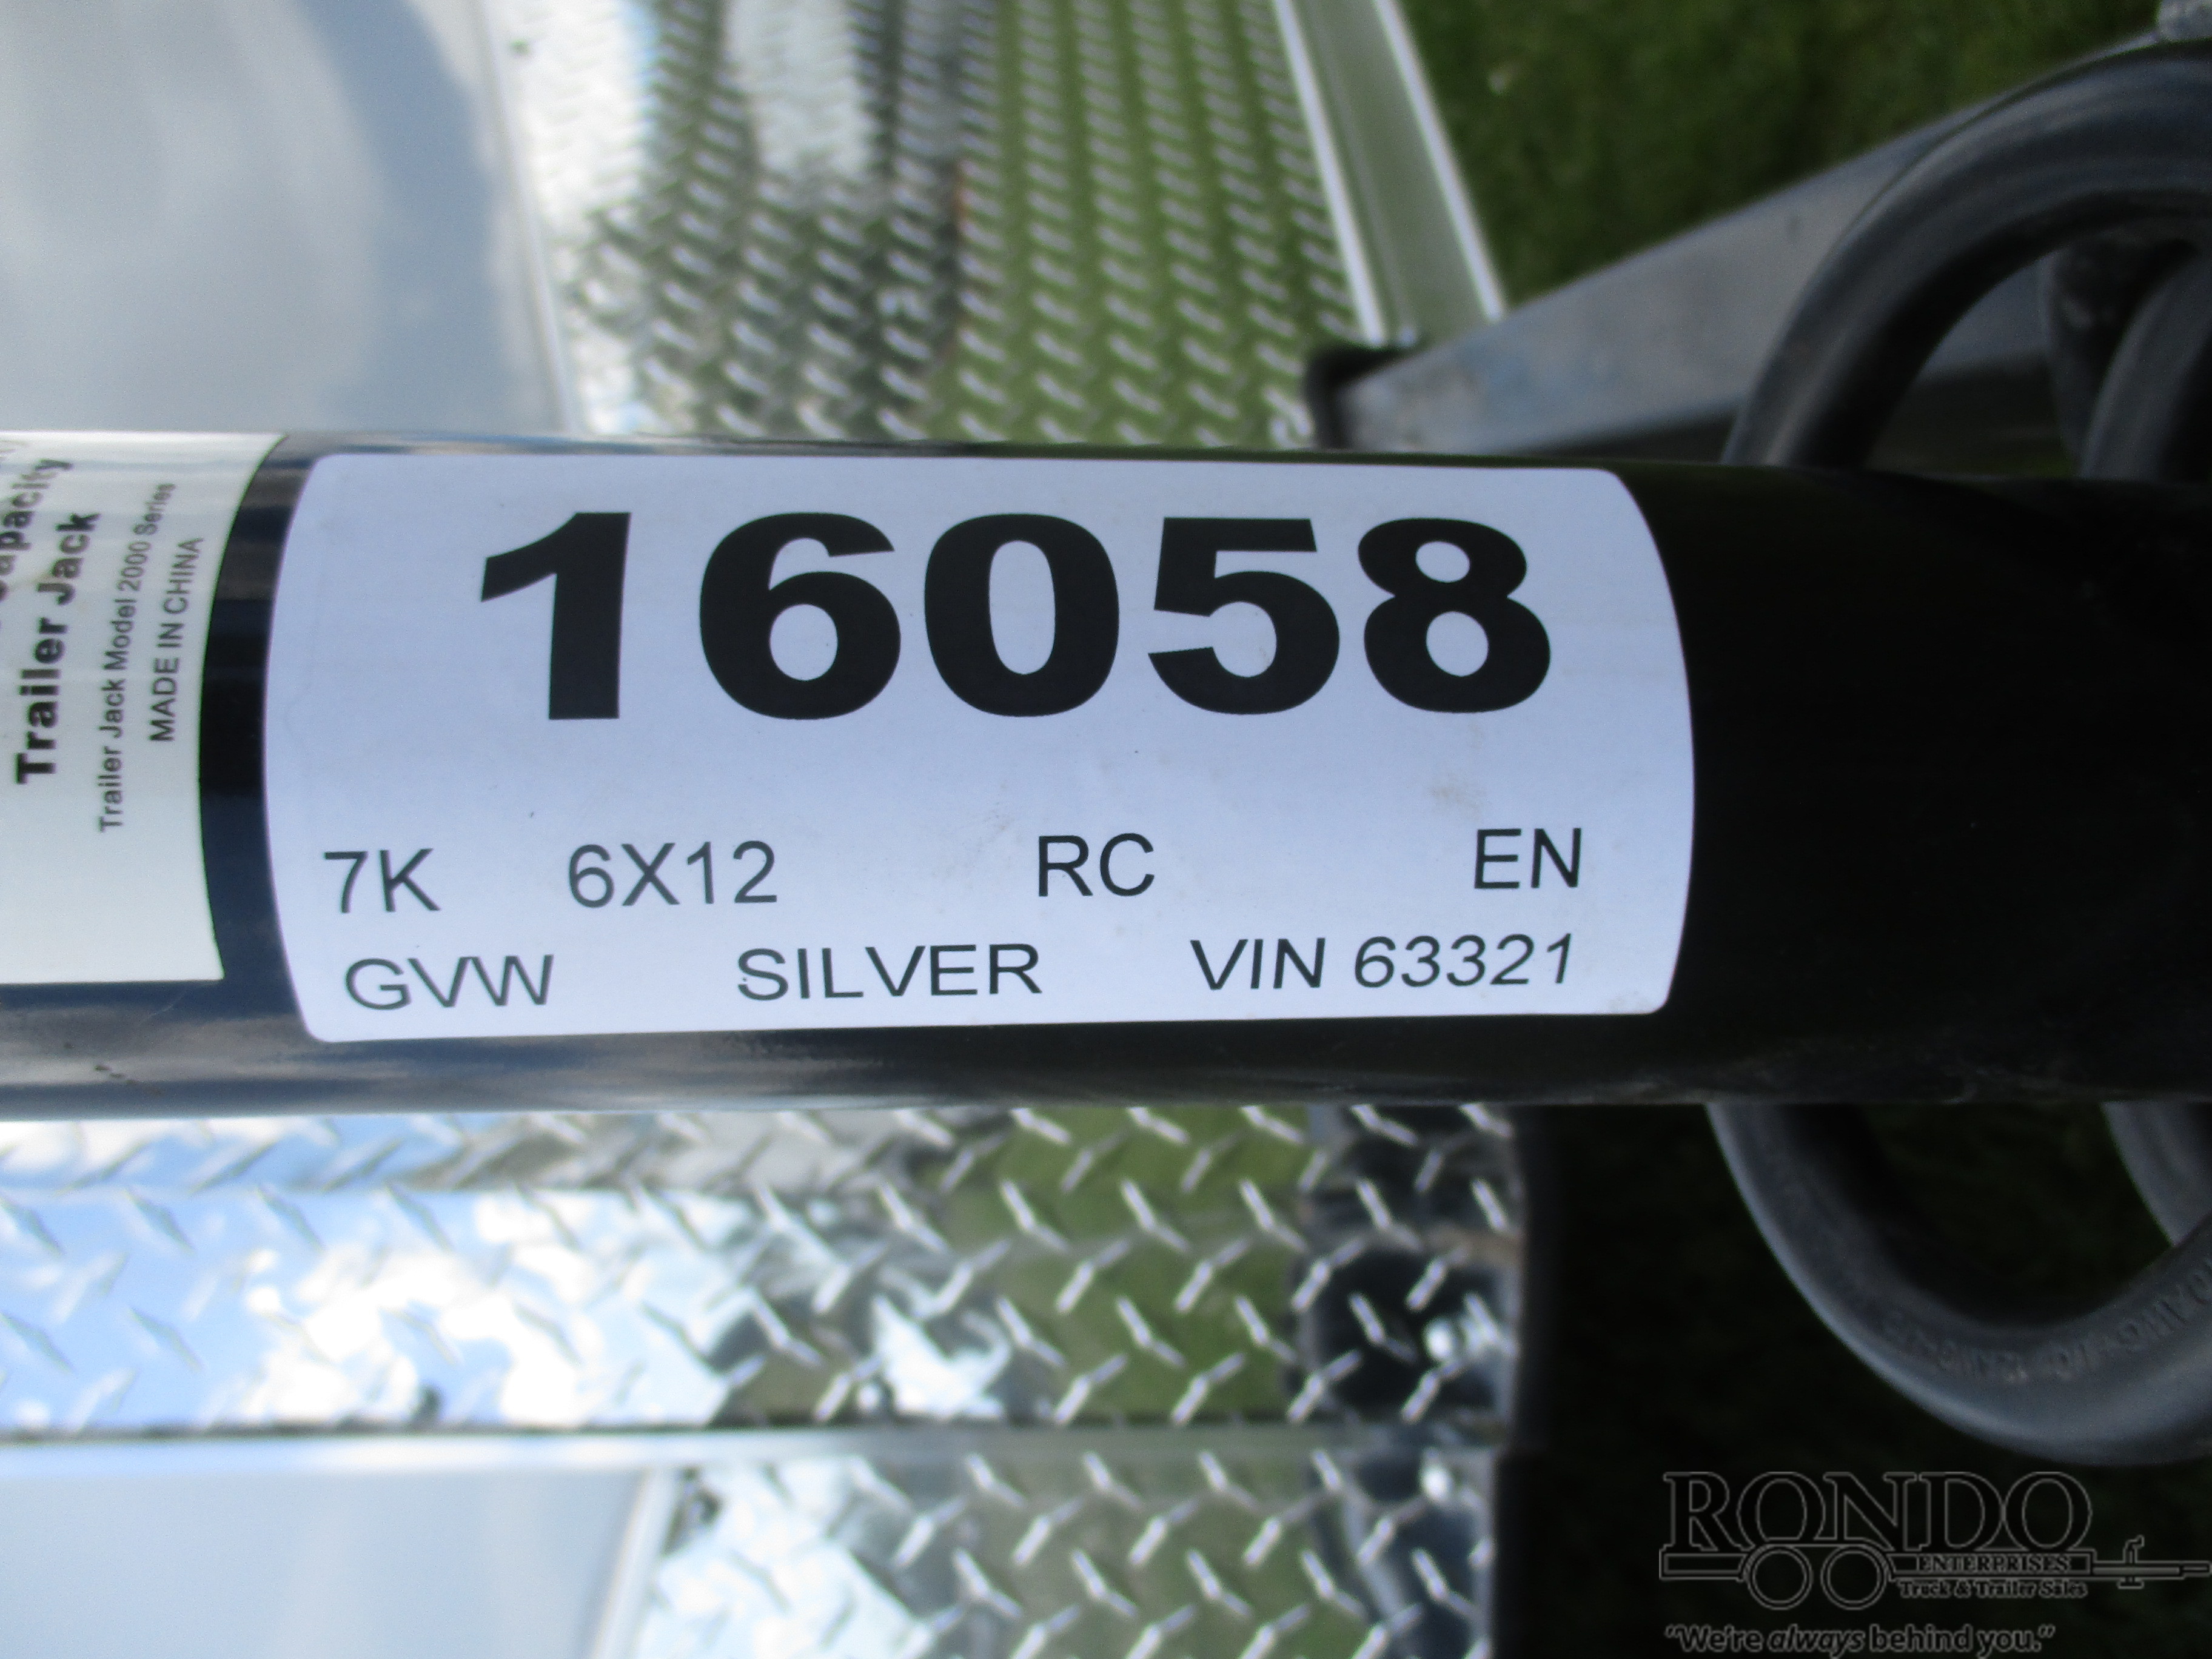 16058
7K 6X12 RC EN
GVW SILVER VIN 63321
Capacity
Trailer Jack
Trailer Jack Model 2000 Series
MADE IN CHINA
RONDO
ENTERPRISES
Truck & Trailer Sales
"We're always behind you."